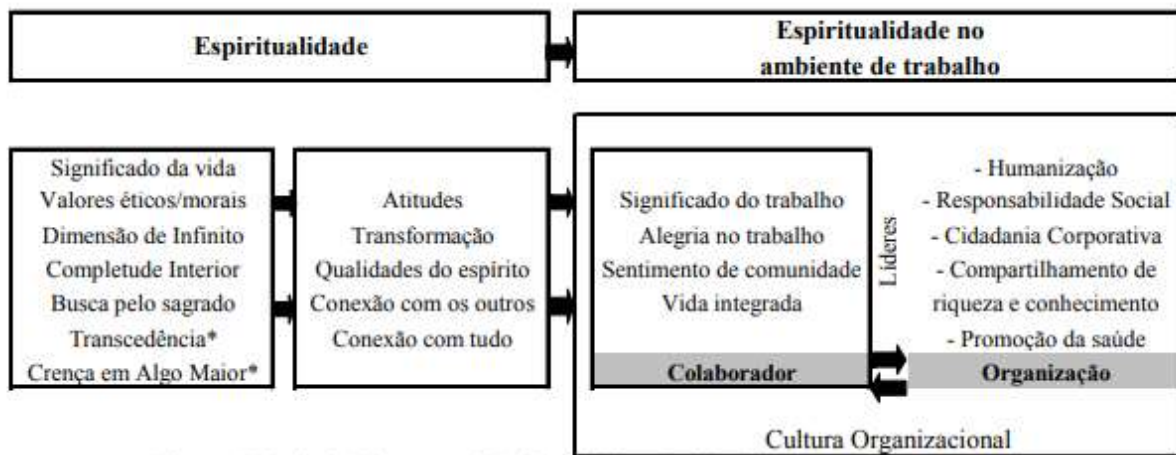 Espiritualidade
Espiritualidade no
ambiente de trabalho
Significado da vida
Valores éticos/morais
Dimensão de Infinito
Completude Interior
Busca pelo sagrado
Transcedência*
Crença em Algo Maior*
Atitudes
Transformação
Qualidades do espírito
Conexão com os outros
Conexão com tudo
Significado do trabalho
Alegria no trabalho
Sentimento de comunidade
Vida integrada
Colaborador
Líderes
- Humanização
- Responsabilidade Social
- Cidadania Corporativa
- Compartilhamento de
riqueza e conhecimento
- Promoção da saúde
Organização
Cultura Organizacional